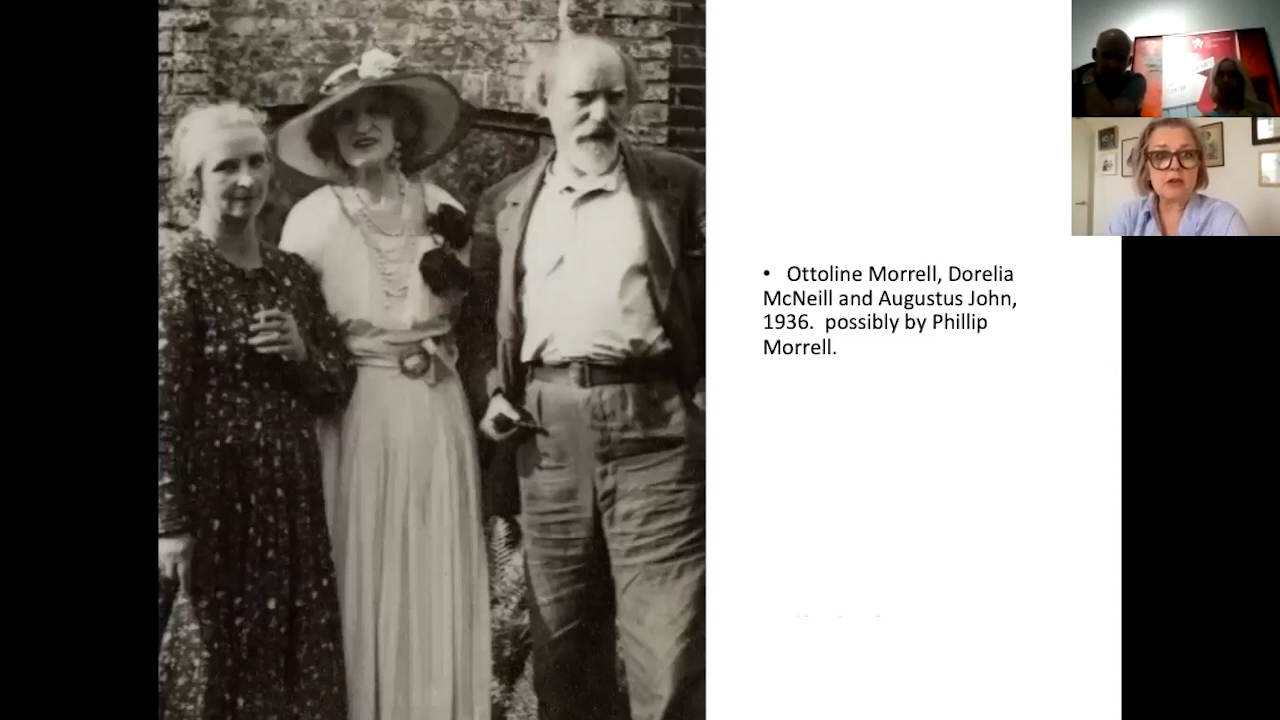 • Ottoline Morrell, Dorelia
McNeill and Augustus John,
1936.  possibly by Phillip
Morrell.